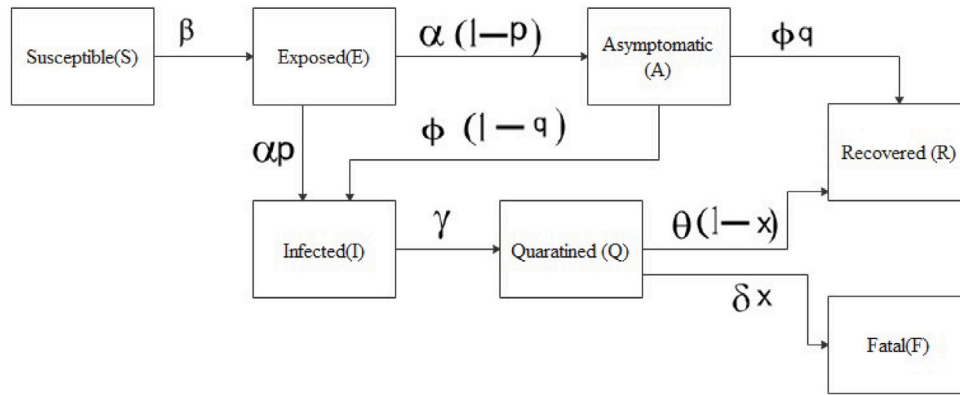 β
α (1−p)
ϕq
Susceptible(S)
Exposed(E)
Asymptomatic
(A)
αp
ϕ (1−q)
Recovered (R)
Infected(I)
γ
Quaratined (Q)
θ(1−x)
δx
Fatal(F)